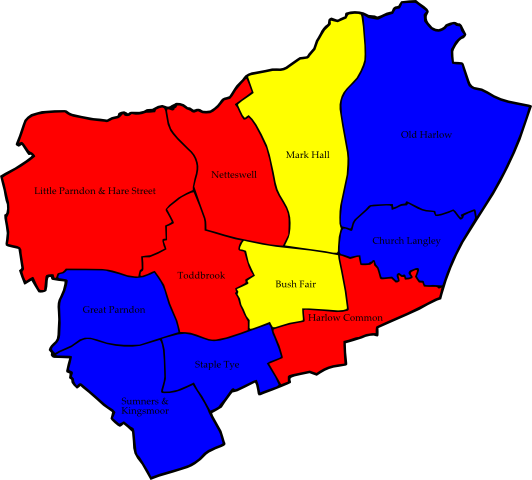 Mark Hall
Old Harlow
Netteswell
Little Parndon & Hare Street
Church Langley
Toddbrook
Bush Fair
Great Parndon
Harlow Common
Staple Tye
Sumners &
Kingsmoor